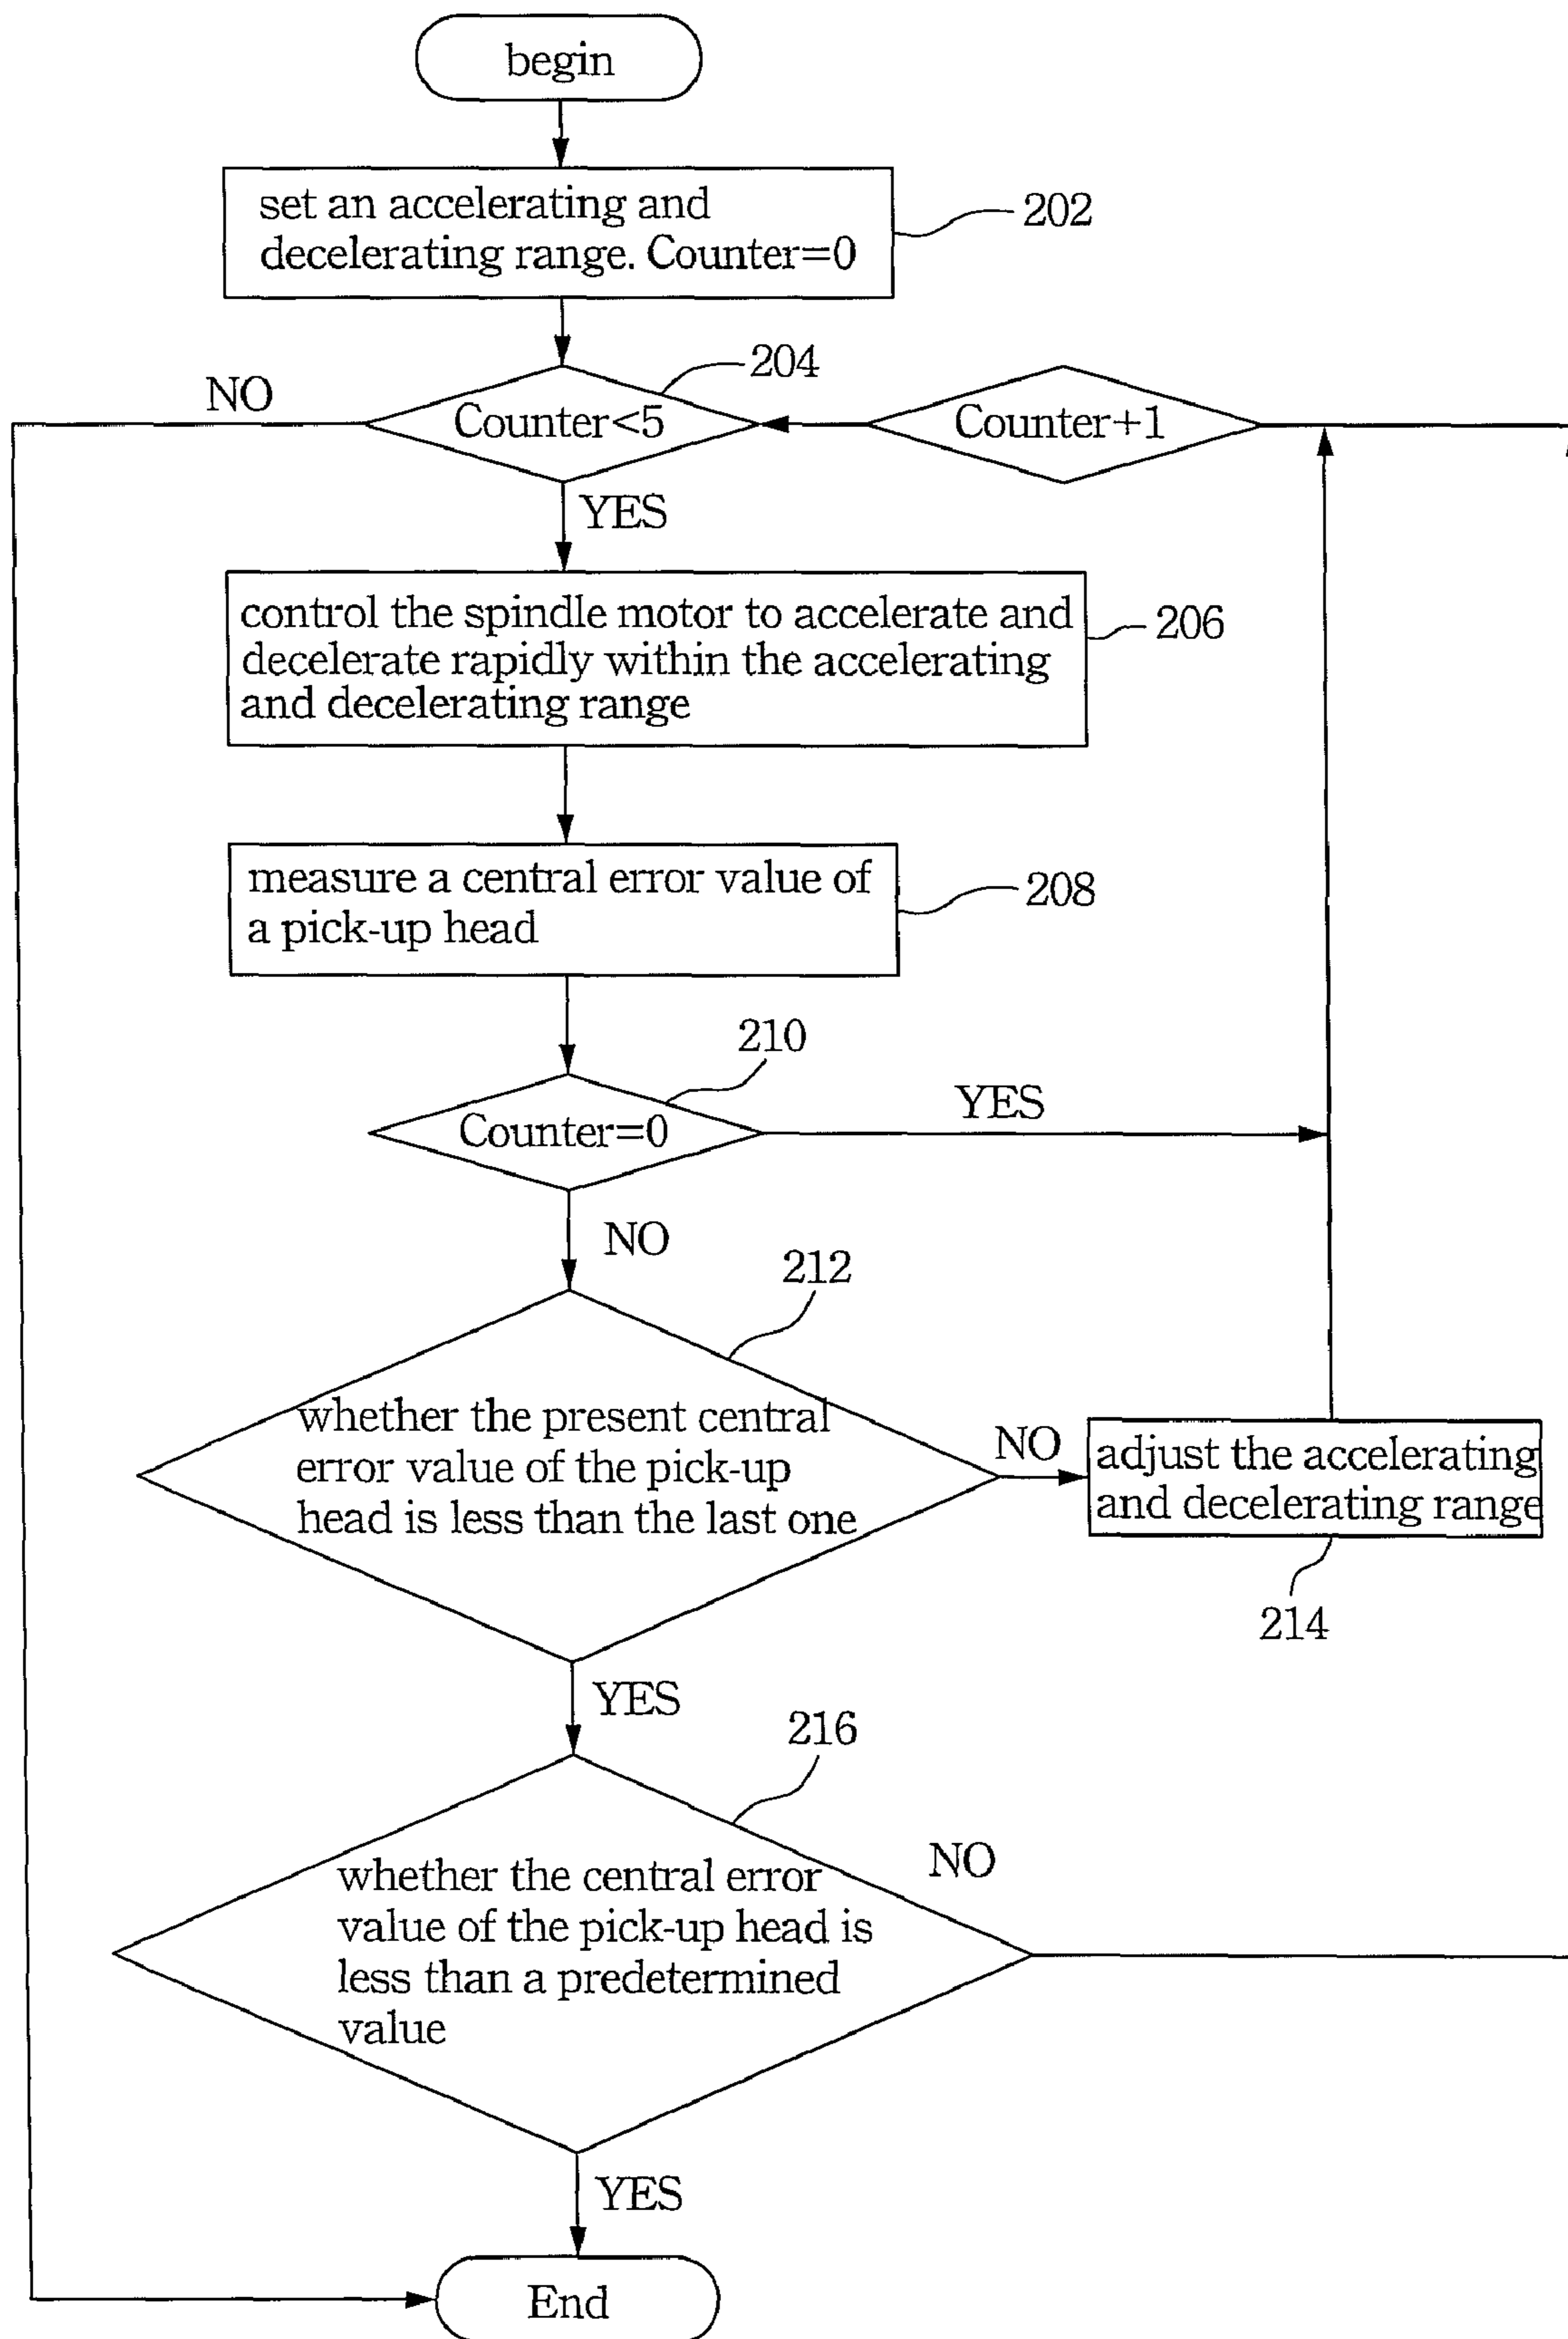 begin
set an accelerating and
decelerating range. Counter=0
202
204
NO
Counter<5
Counter+1
YES
control the spindle motor to accelerate and
decelerate rapidly within the accelerating
and decelerating range
206
measure a central error value of
a pick-up head
208
210
Counter=0
YES
NO
212
whether the present central
error value of the pick-up
head is less than the last one
NO
adjust the accelerating
and decelerating range
214
YES
216
NO
whether the central error
value of the pick-up head is
less than a predetermined
value
YES
End